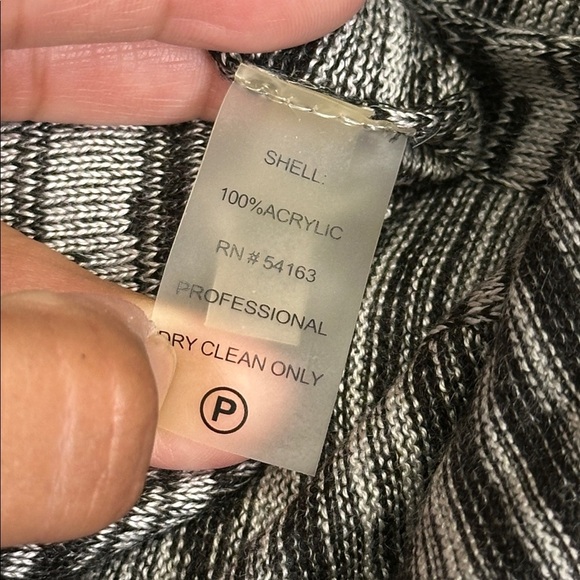 SHELL:
100%ACRYLIC
RN # 54163
PROFESSIONAL
DRY CLEAN ONLY
P